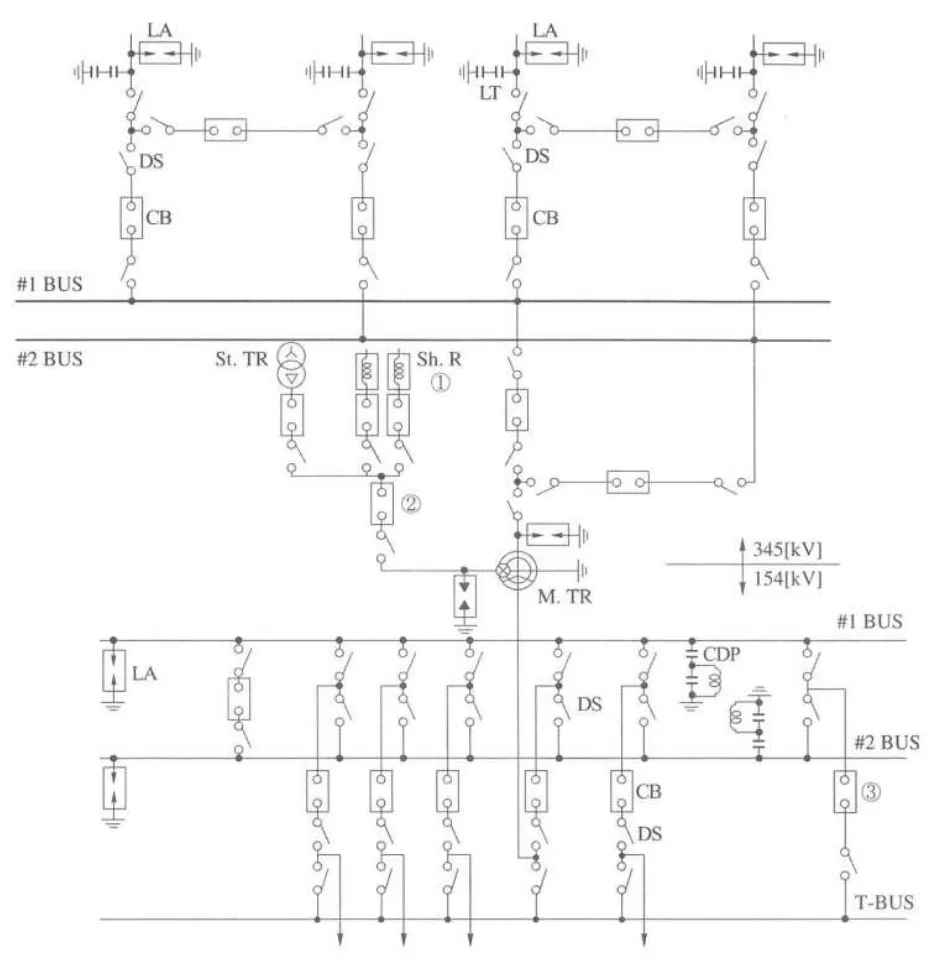 LA
LA
LT
DS
DS
CB
CB
#1 BUS
#2 BUS
St. TR
Sh. R
①
②
345[kV]
154[kV]
M. TR
#1 BUS
CDP
LA
DS
#2 BUS
CB
③
DS
T-BUS